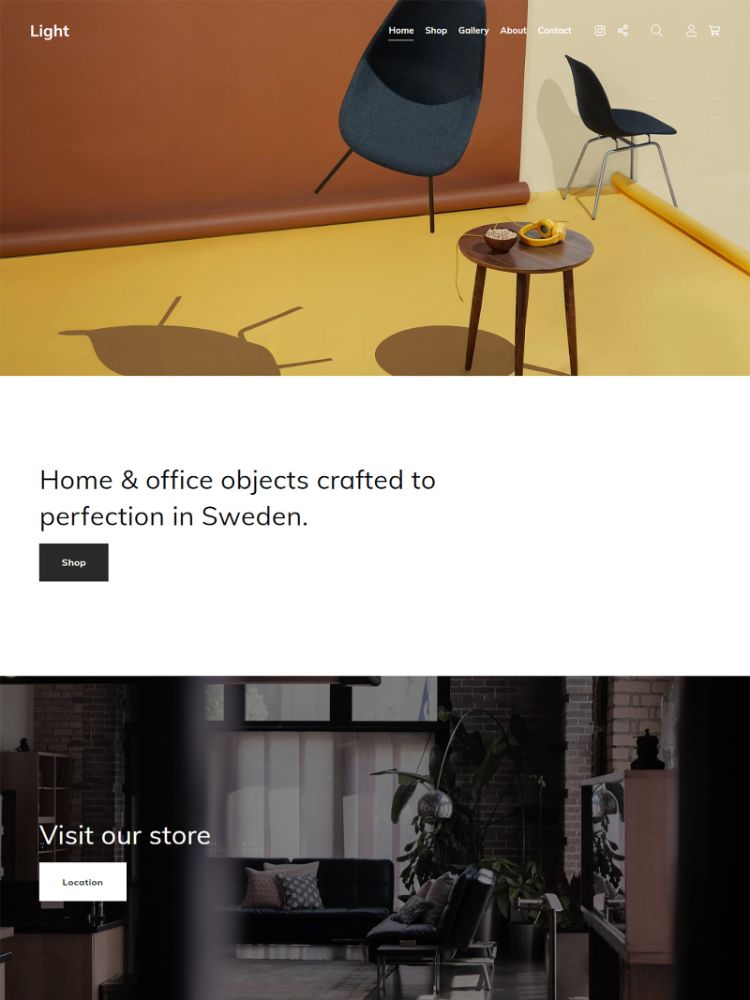 Light
Home Shop Gallery About Contact
Home & office objects crafted to
perfection in Sweden.
Shop
Visit our store
Location